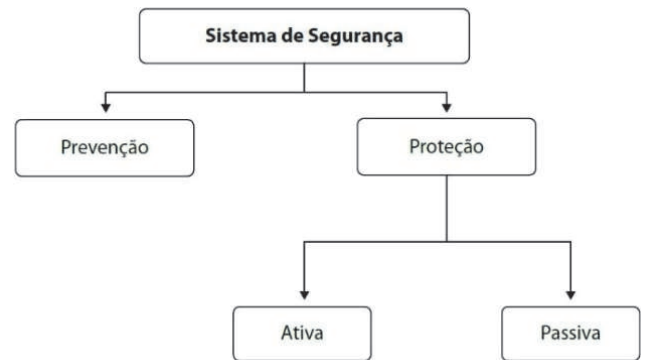 Sistema de Segurança
Prevenção
Proteção
Ativa
Passiva